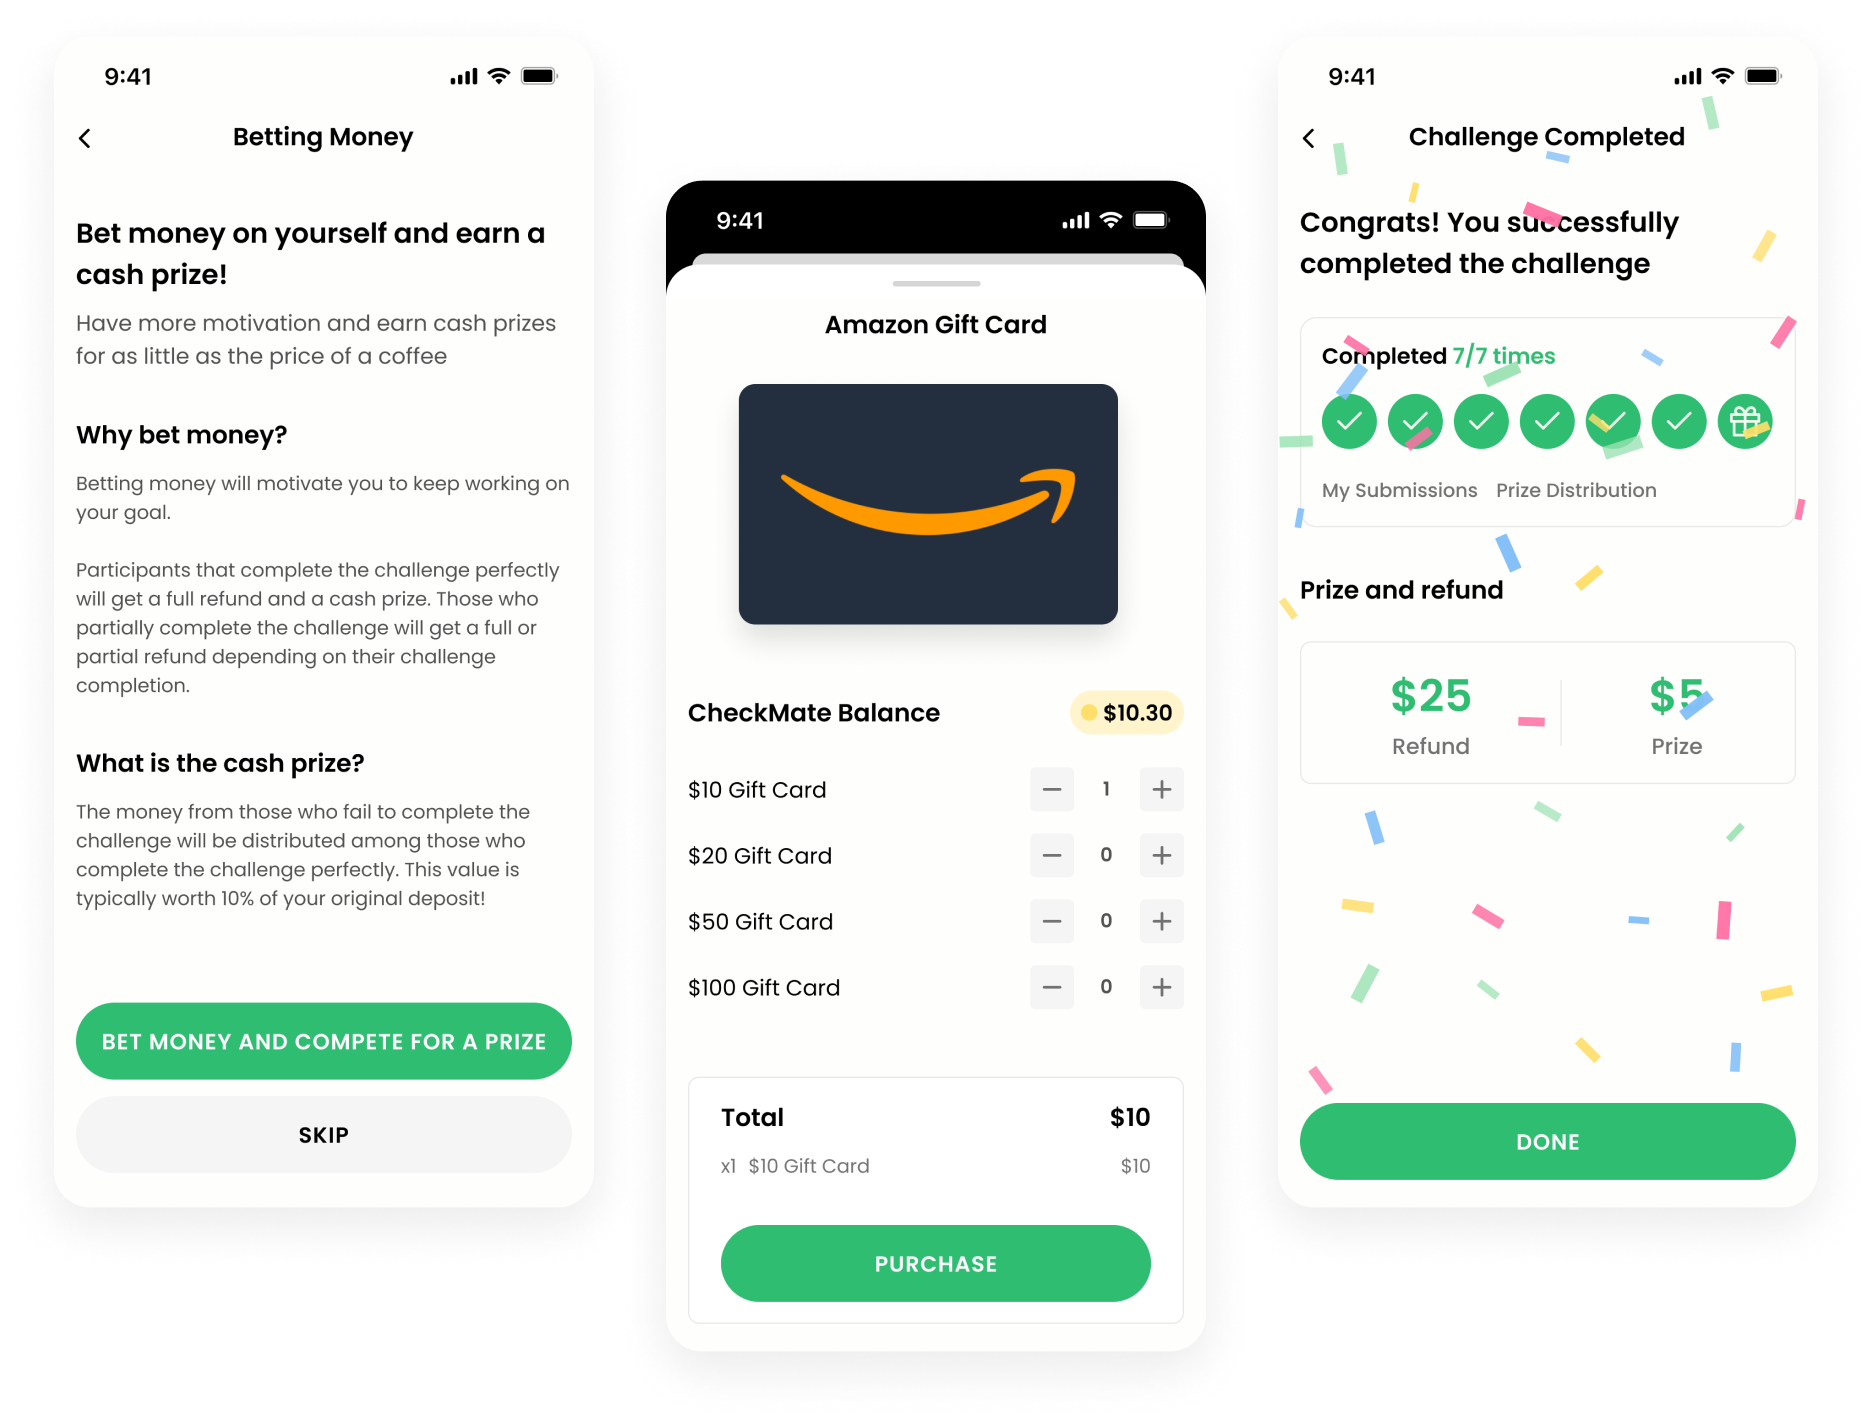 9:41
Betting Money
Bet money on yourself and earn a
cash prize!
Have more motivation and earn cash prizes
for as little as the price of a coffee
Why bet money?
Betting money will motivate you to keep working on
your goal.
Participants that complete the challenge perfectly
will get a full refund and a cash prize. Those who
partially complete the challenge will get a full or
partial refund depending on their challenge
completion.
What is the cash prize?
The money from those who fail to complete the
challenge will be distributed among those who
complete the challenge perfectly. This value is
typically worth 10% of your original deposit!
BET MONEY AND COMPETE FOR A PRIZE
SKIP
9:41
Amazon Gift Card
CheckMate Balance $10.30
$10 Gift Card 1
$20 Gift Card 0
$50 Gift Card 0
$100 Gift Card 0
Total $10
x1 $10 Gift Card $10
PURCHASE
9:41
Challenge Completed
Congrats! You successfully
completed the challenge
Completed 7/7 times
My Submissions Prize Distribution
Prize and refund
$25 $5
Refund Prize
DONE